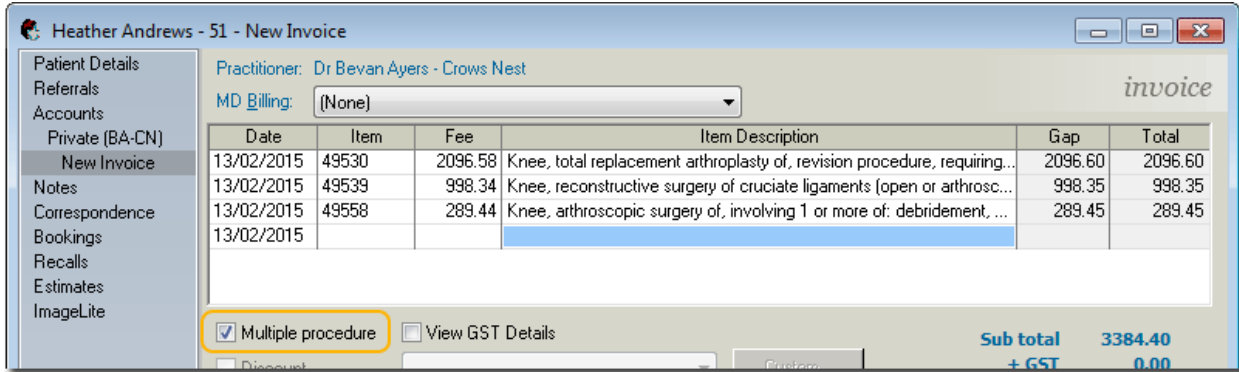 Heather Andrews - 51 - New Invoice
Patient Details
Referrals
Accounts
Private (BA-CN)
New Invoice
Notes
Correspondence
Bookings
Recalls
Estimates
ImageLite
Practitioner: Dr Bevan Ayers - Crows Nest
invoice
MD Billing: (None)
Date Item Fee Item Description Gap Total
13/02/2015 49530 2096.58 Knee, total replacement arthroplasty of, revision procedure, requiring... 2096.60 2096.60
13/02/2015 49539 998.34 Knee, reconstructive surgery of cruciate ligaments (open or arthrosc... 998.35 998.35
13/02/2015 49558 289.44 Knee, arthroscopic surgery of, involving 1 or more of: debridement, ... 289.45 289.45
13/02/2015
Multiple procedure View GST Details Sub total 3384.40
Discount Custom + GST 0.00